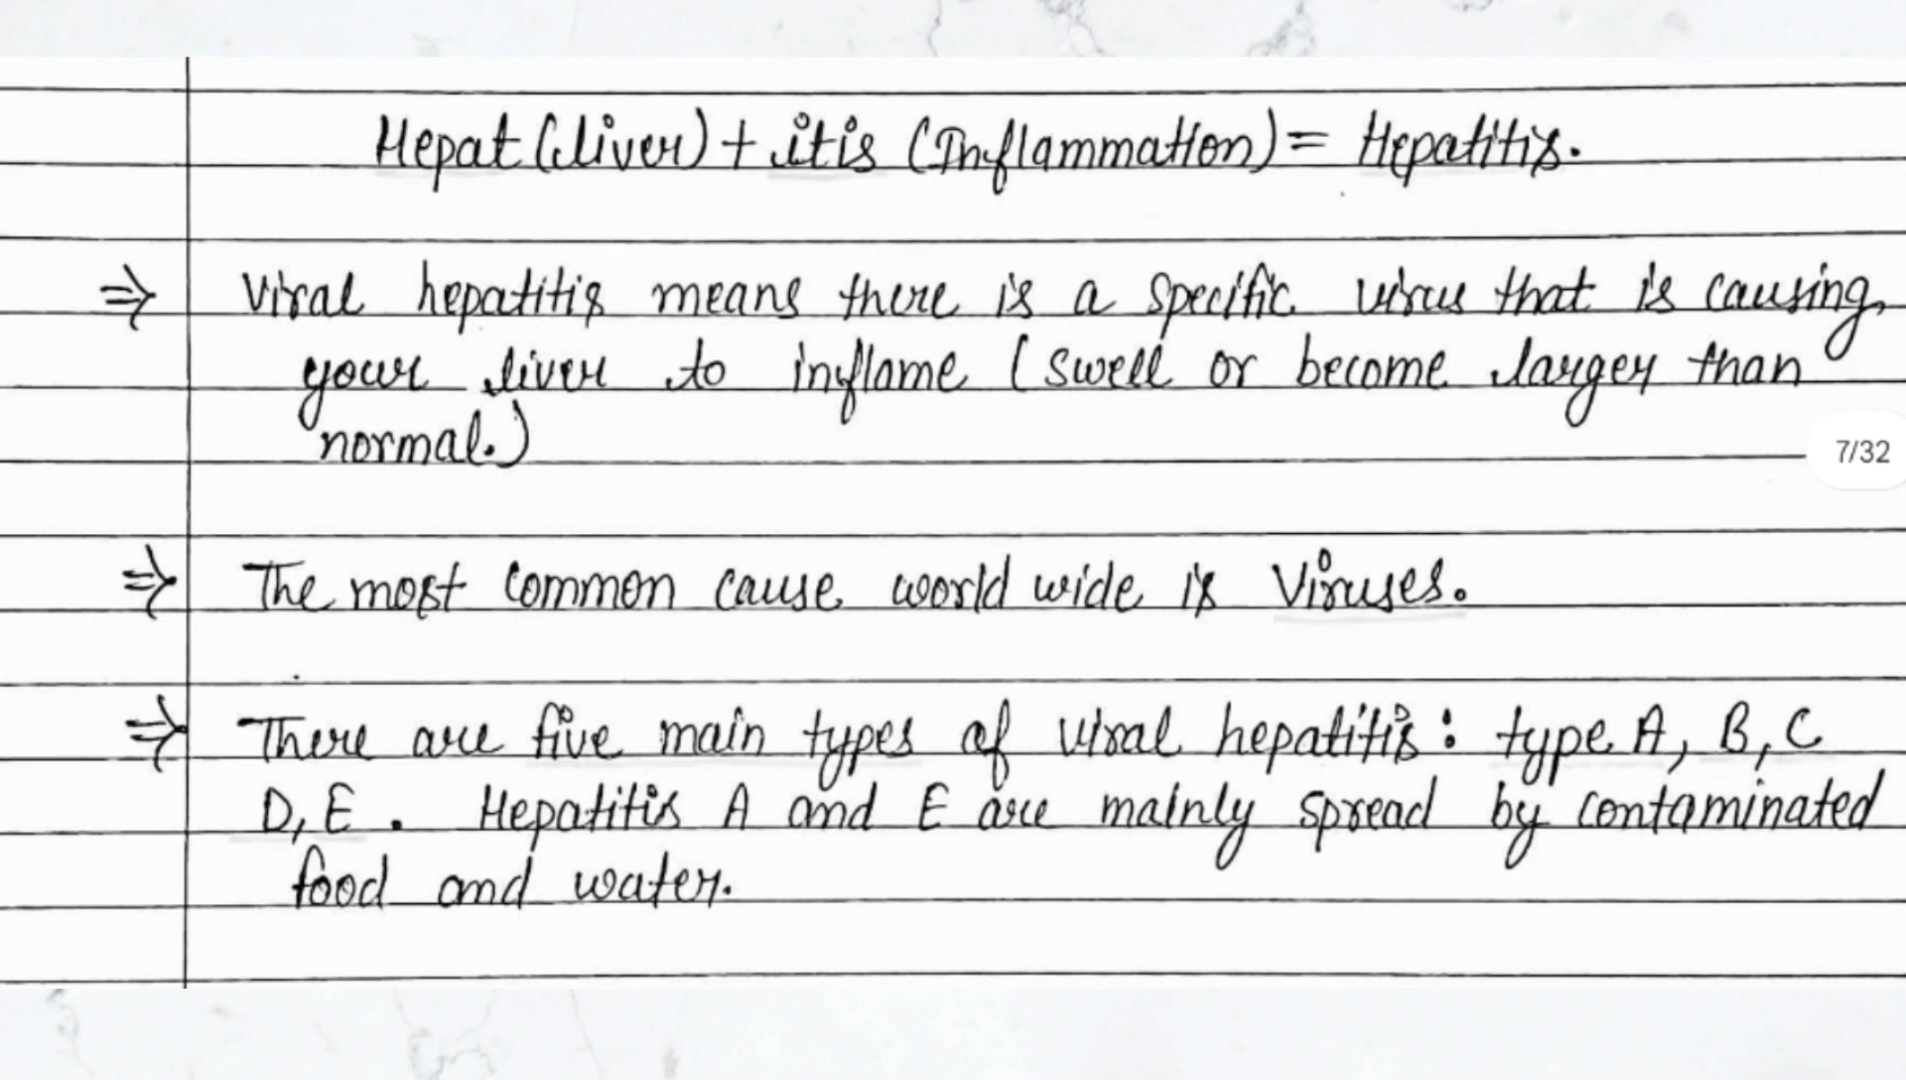 Hepat (liver) + itis (Inflammation) = Hepatitis.
⇒ Viral hepatitis means there is a specific virus that is causing
your liver to inflame (swell or become larger than
normal.)
7/32
⇒ The most common cause world wide is Viruses.
⇒ There are five main types of viral hepatitis : type A, B, C
D, E . Hepatitis A and E are mainly spread by contaminated
food and water.